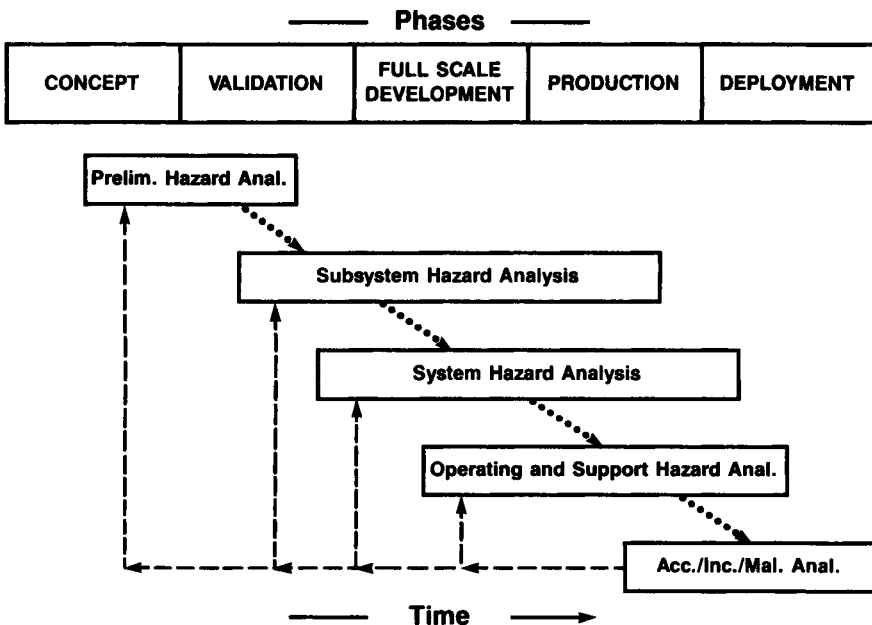 Phases
CONCEPT
VALIDATION
FULL SCALE
DEVELOPMENT
PRODUCTION
DEPLOYMENT
Prelim. Hazard Anal.
Subsystem Hazard Analysis
System Hazard Analysis
Operating and Support Hazard Anal.
Acc./Inc./Mal. Anal.
Time